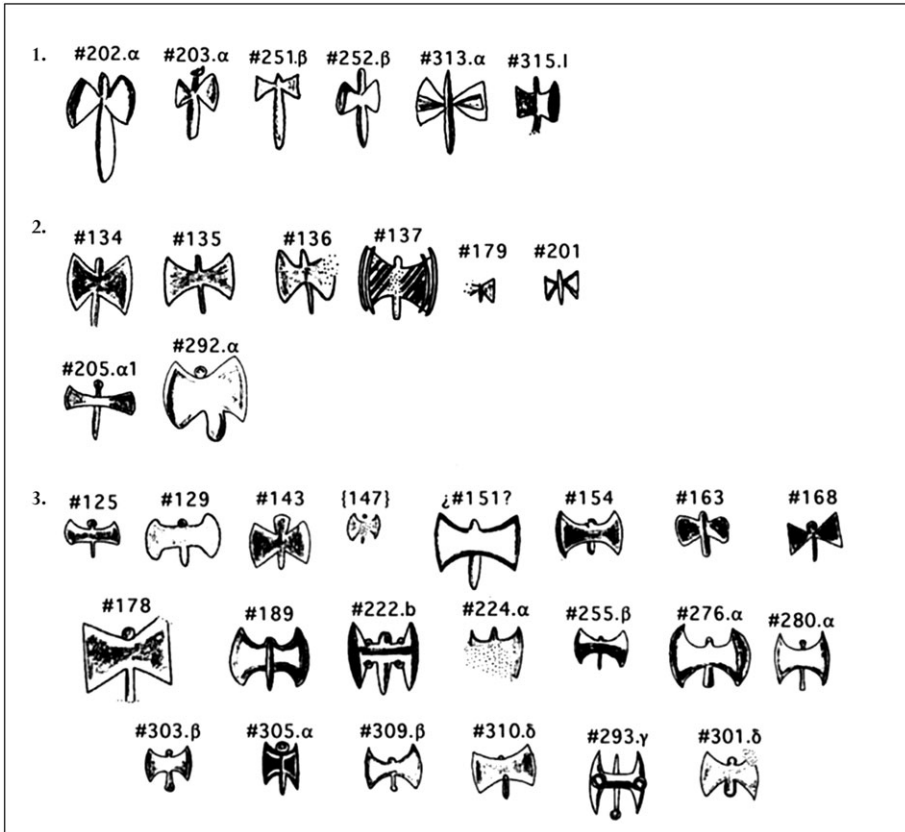 1. #202.α #203.α #251.β #252.β #313.α #315.I
2. #134 #135 #136 #137 #179 #201
#205.α1 #292.α
3. #125 #129 #143 {147} ¿#151? #154 #163 #168
#178 #189 #222.b #224.α #255.β #276.α #280.α
#303.β #305.α #309.β #310.δ #293.γ #301.δ